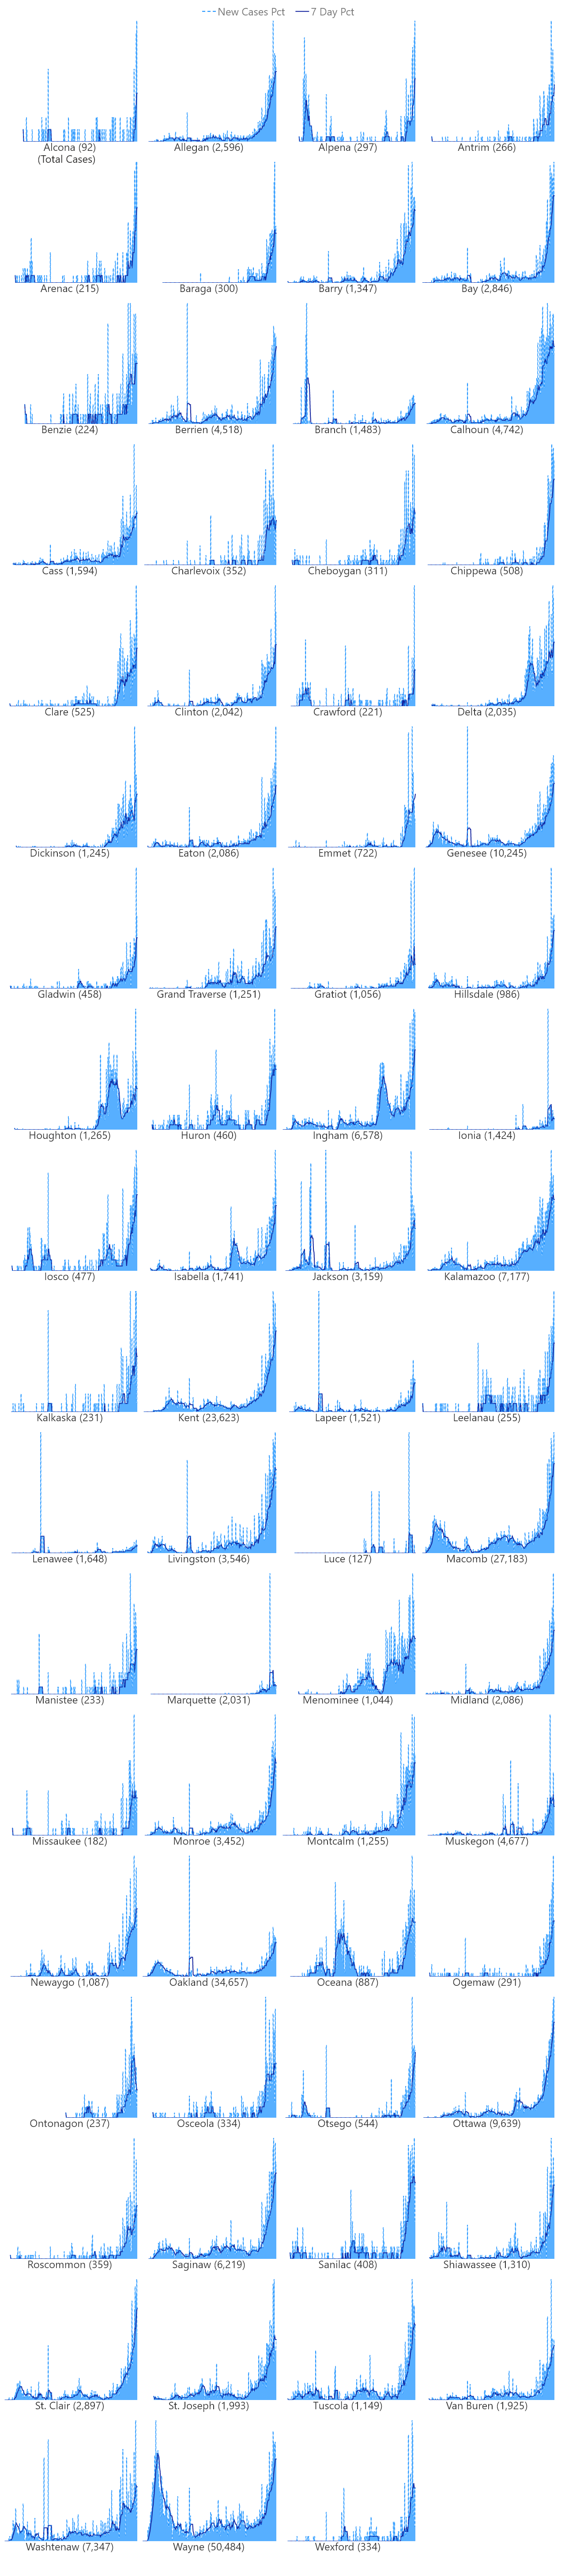 New Cases Pct 7 Day Pct
Alcona (92) Allegan (2,596) Alpena (297) Antrim (266)
(Total Cases)
Arenac (215) Baraga (300) Barry (1,347) Bay (2,846)
Benzie (224) Berrien (4,518) Branch (1,483) Calhoun (4,742)
Cass (1,594) Charlevoix (352) Cheboygan (311) Chippewa (508)
Clare (525) Clinton (2,042) Crawford (221) Delta (2,035)
Dickinson (1,245) Eaton (2,086) Emmet (722) Genesee (10,245)
Gladwin (458) Grand Traverse (1,251) Gratiot (1,056) Hillsdale (986)
Houghton (1,265) Huron (460) Ingham (6,578) Ionia (1,424)
Iosco (477) Isabella (1,741) Jackson (3,159) Kalamazoo (7,177)
Kalkaska (231) Kent (23,623) Lapeer (1,521) Leelanau (255)
Lenawee (1,648) Livingston (3,546) Luce (127) Macomb (27,183)
Manistee (233) Marquette (2,031) Menominee (1,044) Midland (2,086)
Missaukee (182) Monroe (3,452) Montcalm (1,255) Muskegon (4,677)
Newaygo (1,087) Oakland (34,657) Oceana (887) Ogemaw (291)
Ontonagon (237) Osceola (334) Otsego (544) Ottawa (9,639)
Roscommon (359) Saginaw (6,219) Sanilac (408) Shiawassee (1,310)
St. Clair (2,897) St. Joseph (1,993) Tuscola (1,149) Van Buren (1,925)
Washtenaw (7,347) Wayne (50,484) Wexford (334)